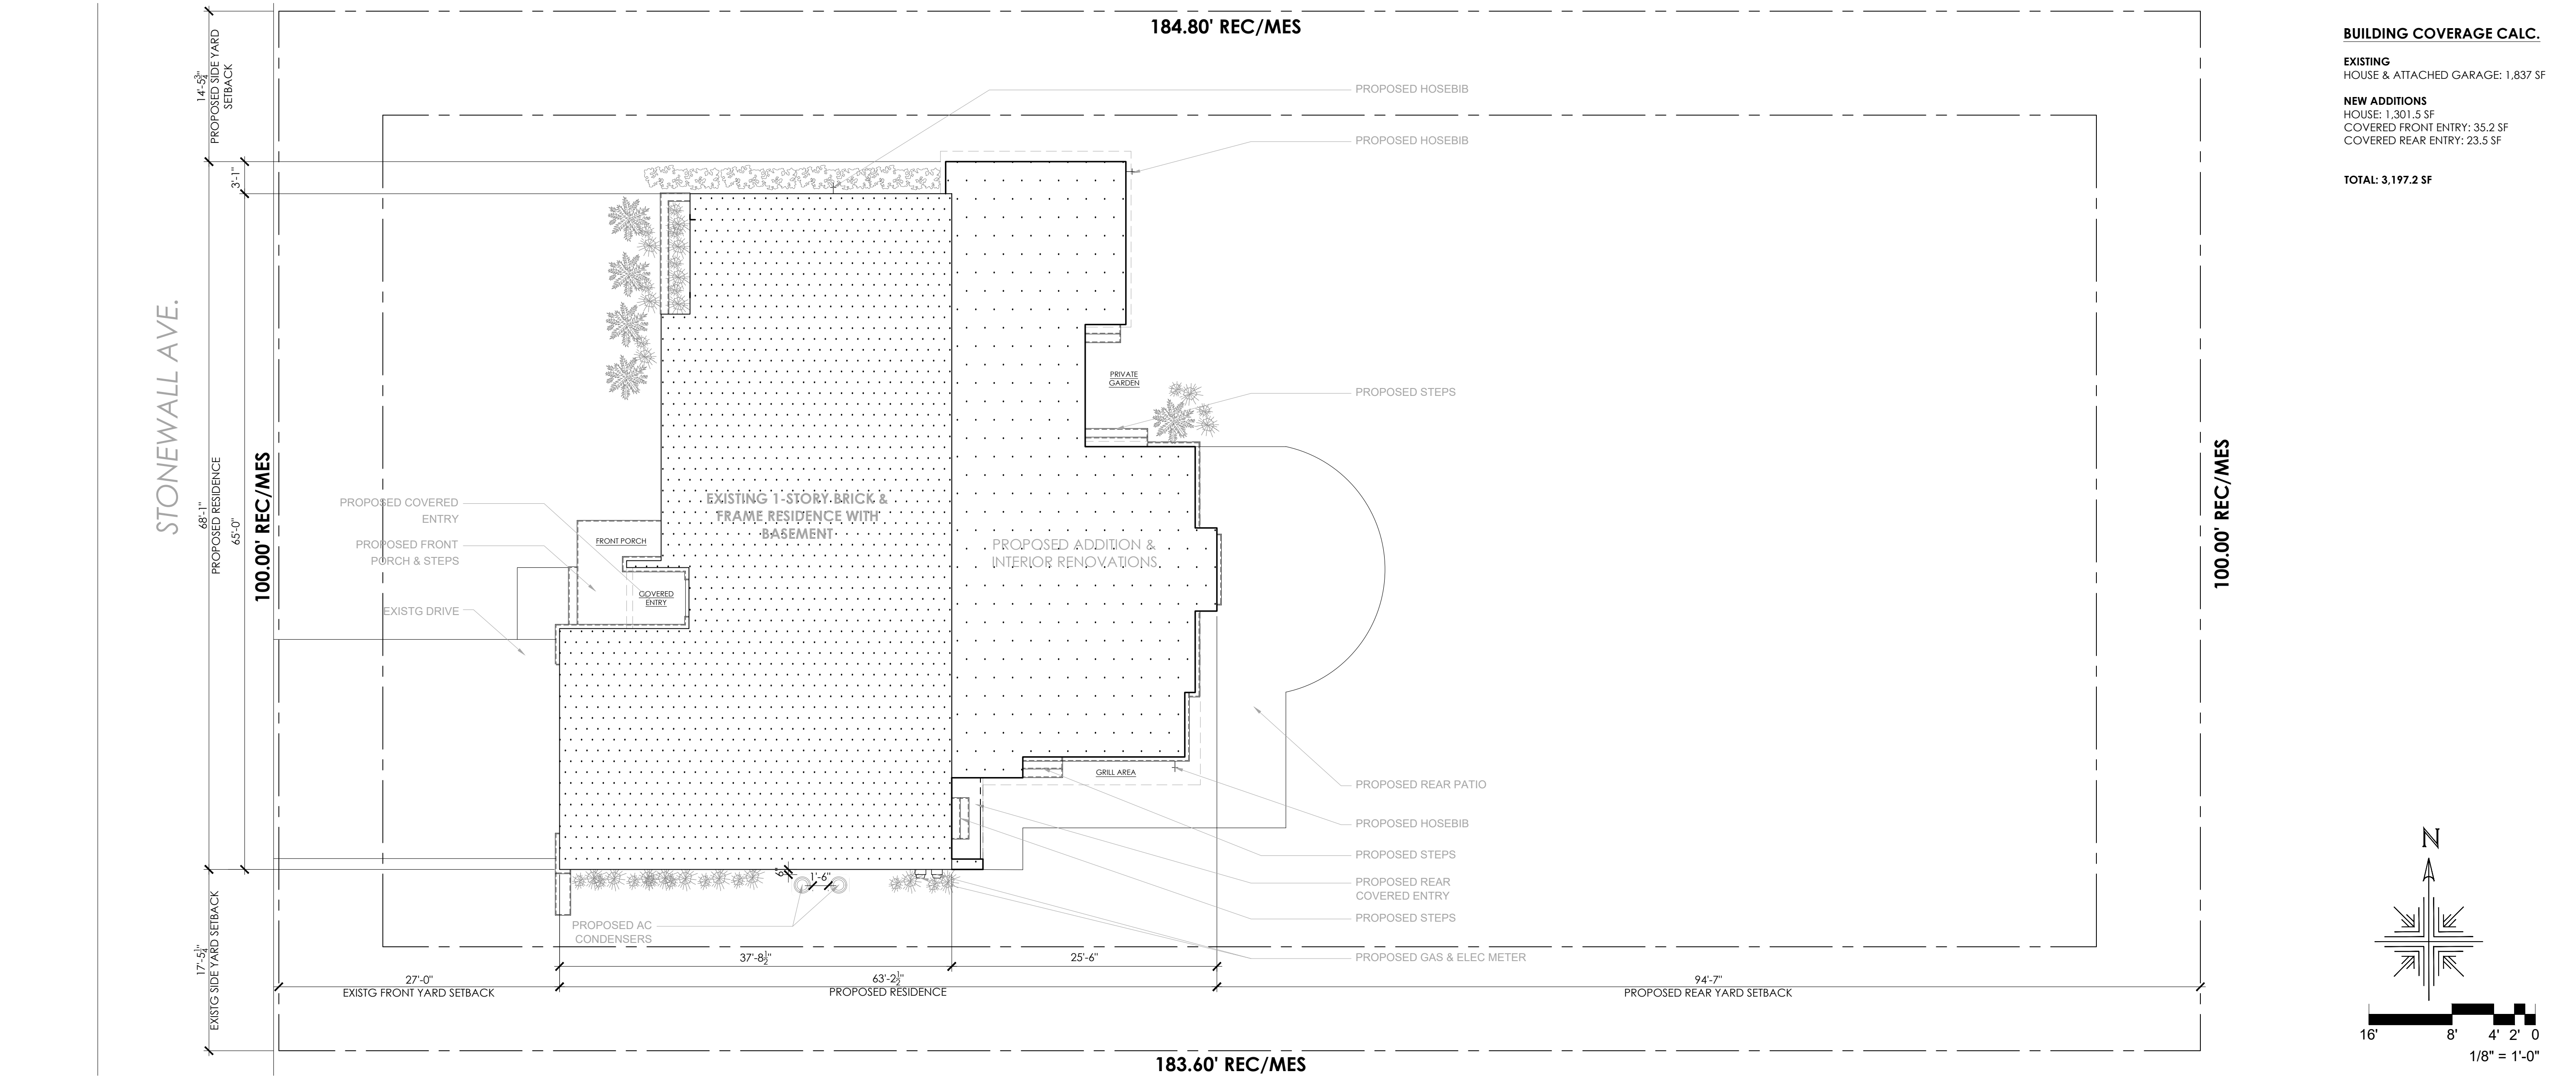 184.80' REC/MES
BUILDING COVERAGE CALC.
EXISTING
HOUSE & ATTACHED GARAGE: 1,837 SF
NEW ADDITIONS
HOUSE: 1,301.5 SF
COVERED FRONT ENTRY: 35.2 SF
COVERED REAR ENTRY: 23.5 SF
TOTAL: 3,197.2 SF
14'-5¾"
PROPOSED SIDE YARD
SETBACK
3'-1"
PROPOSED HOSEBIB
PROPOSED HOSEBIB
STONEWALL AVE.
68'-1"
PROPOSED RESIDENCE
65'-0"
100.00' REC/MES
PRIVATE
GARDEN
PROPOSED STEPS
PROPOSED COVERED
ENTRY
PROPOSED FRONT
PORCH & STEPS
EXISTG DRIVE
FRONT PORCH
COVERED
ENTRY
EXISTING 1-STORY BRICK &
FRAME RESIDENCE WITH
BASEMENT
PROPOSED ADDITION &
INTERIOR RENOVATIONS
100.00' REC/MES
GRILL AREA
PROPOSED REAR PATIO
PROPOSED HOSEBIB
PROPOSED STEPS
PROPOSED REAR
COVERED ENTRY
PROPOSED STEPS
PROPOSED GAS & ELEC METER
6"
1'-6"
PROPOSED AC
CONDENSERS
17'-5¼"
EXISTG SIDE YARD SETBACK
37'-8½"
25'-6"
27'-0"
EXISTG FRONT YARD SETBACK
63'-2½"
PROPOSED RESIDENCE
94'-7"
PROPOSED REAR YARD SETBACK
183.60' REC/MES
N
16' 8' 4' 2' 0
1/8" = 1'-0"